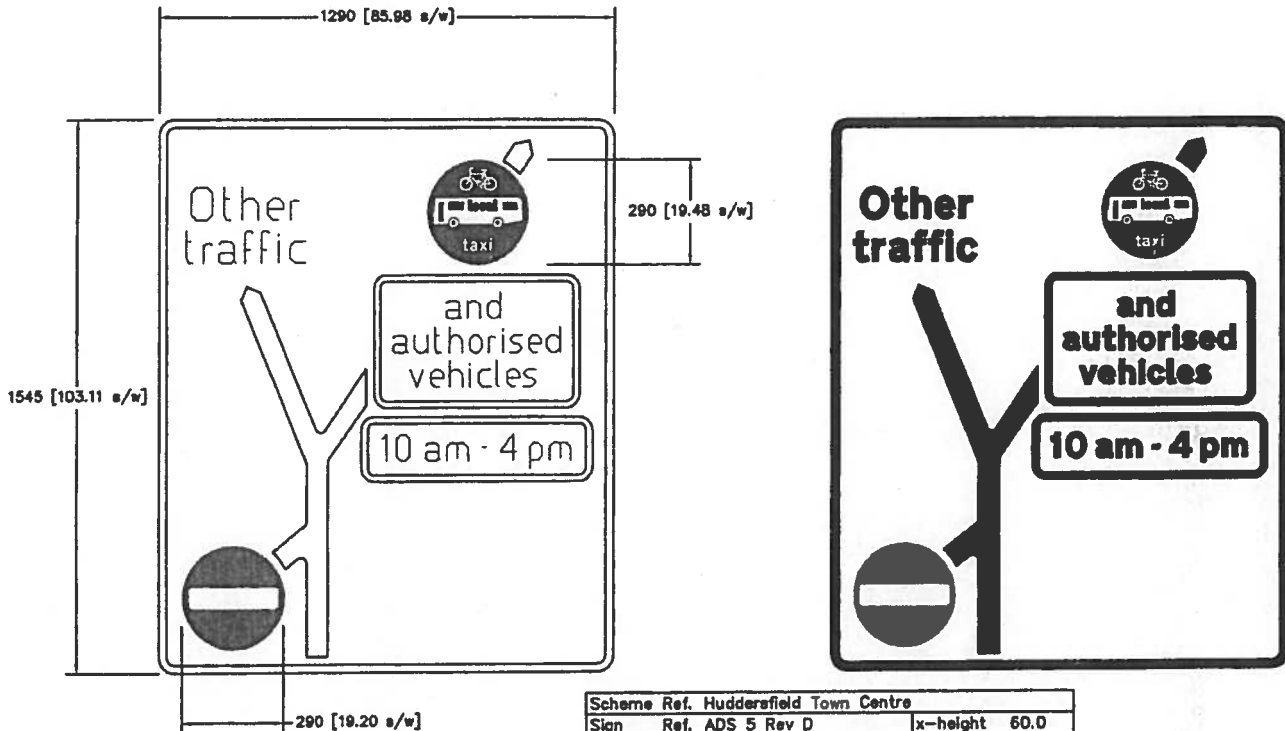 1290 [85.98 s/w]
Other
traffic
local
taxi
290 [19.48 s/w]
and
authorised
vehicles
10 am - 4 pm
1545 [103.11 s/w]
290 [19.20 s/w]
Other
traffic
local
taxi
and
authorised
vehicles
10 am - 4 pm
Scheme Ref. Huddersfield Town Centre
Sign Ref. ADS 5 Rev D x-height 60.0